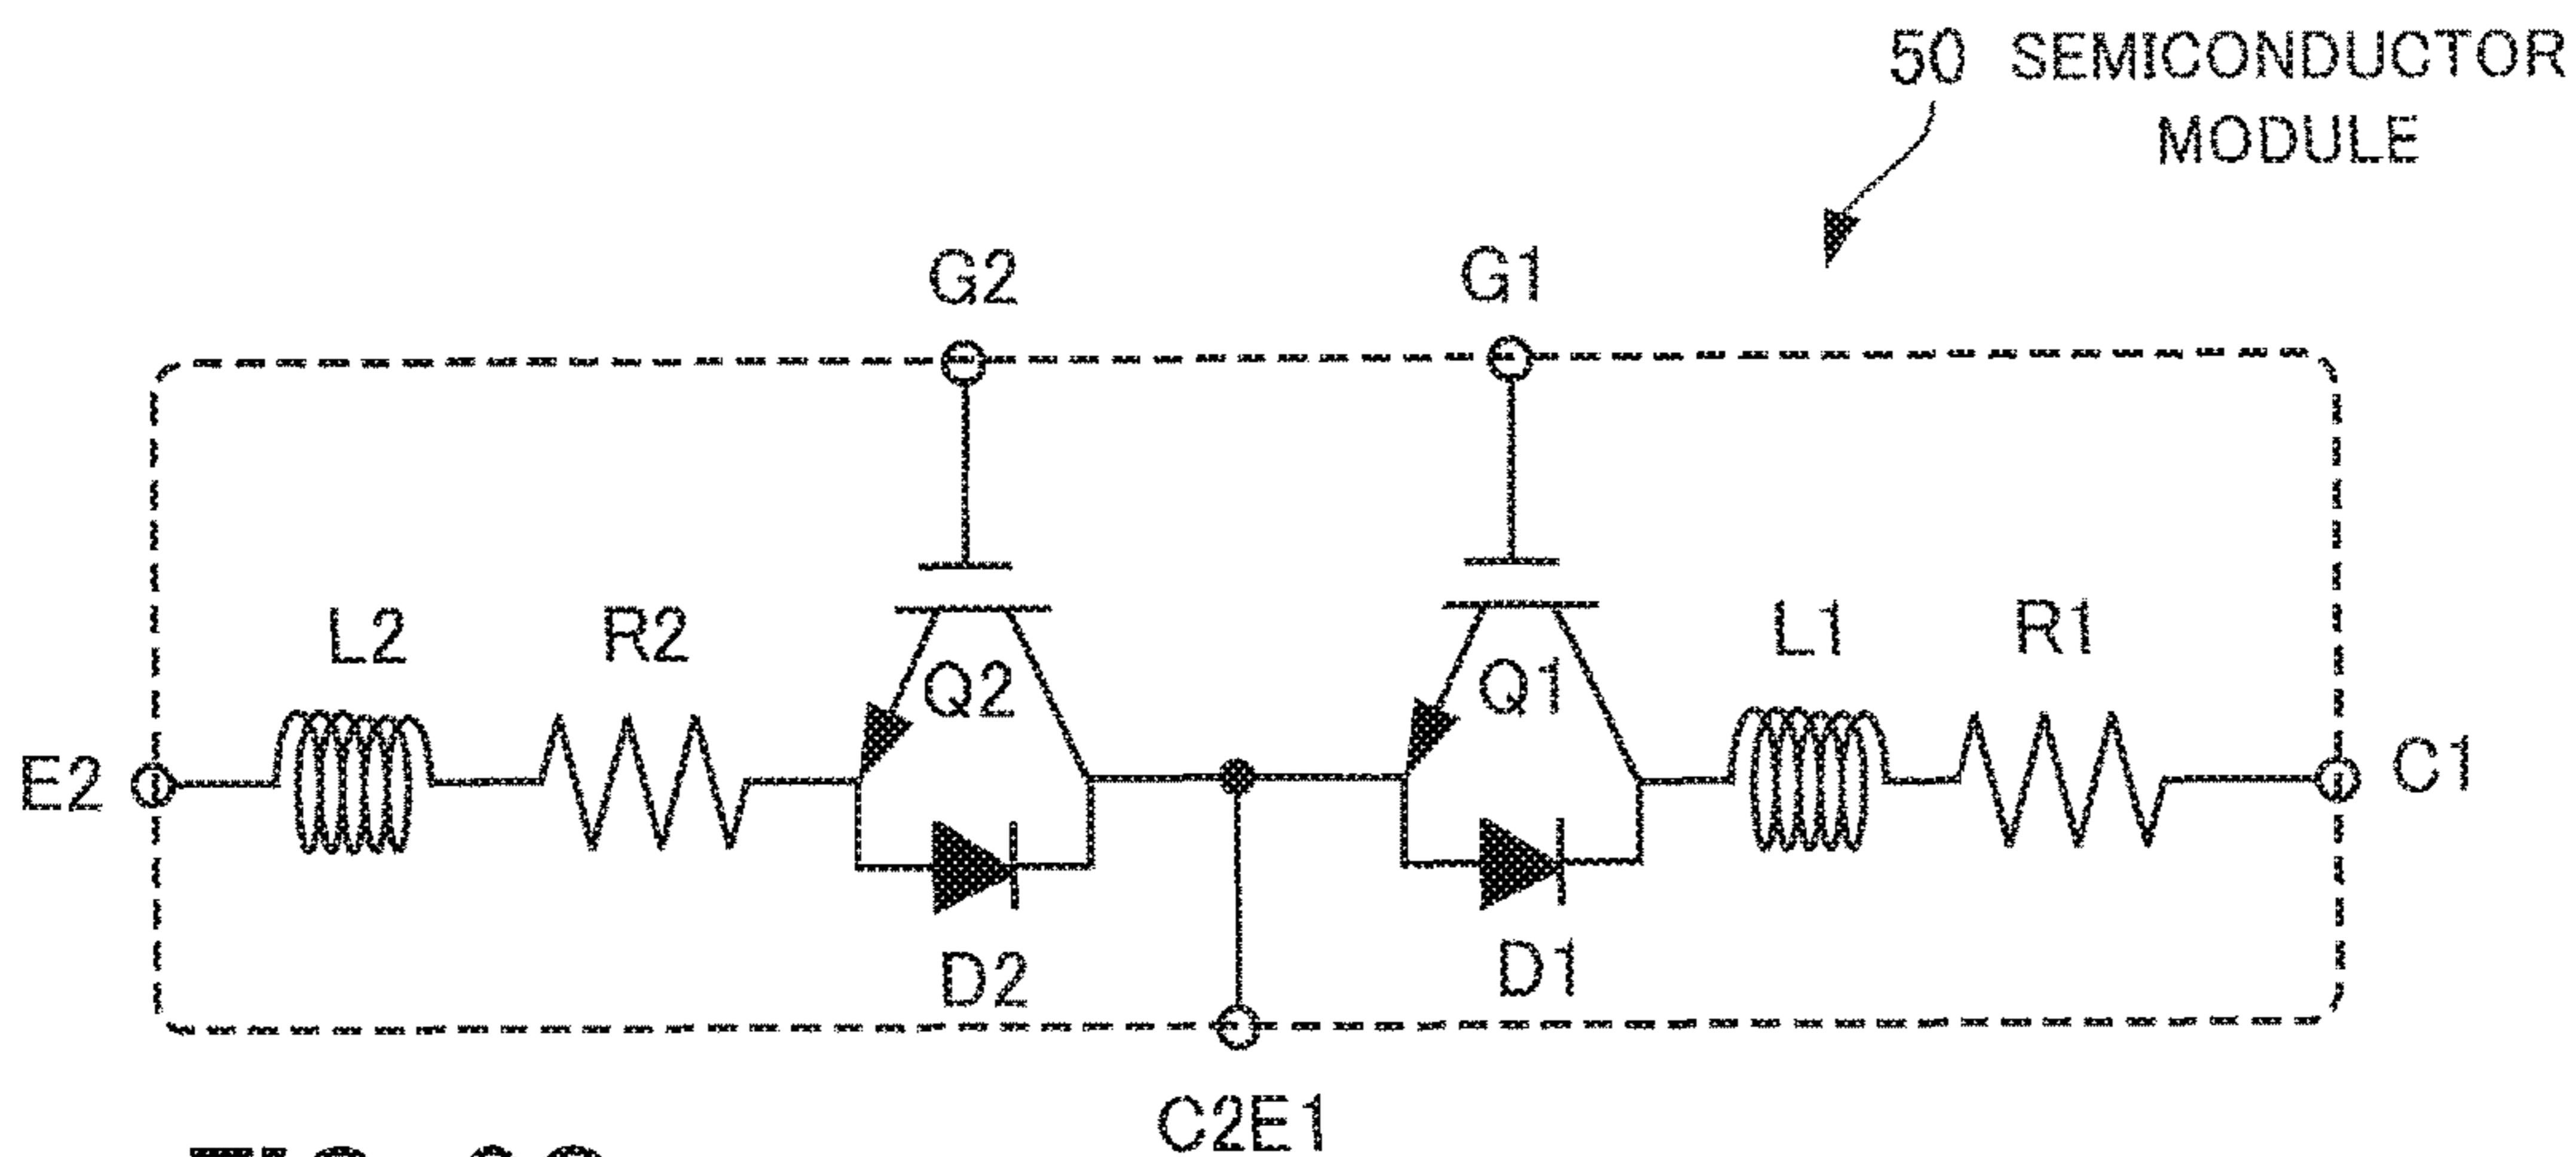 50 SEMICONDUCTOR
MODULE
G2
G1
L2
R2
Q2
Q1
L1
R1
E2
C1
D2
D1
C2E1